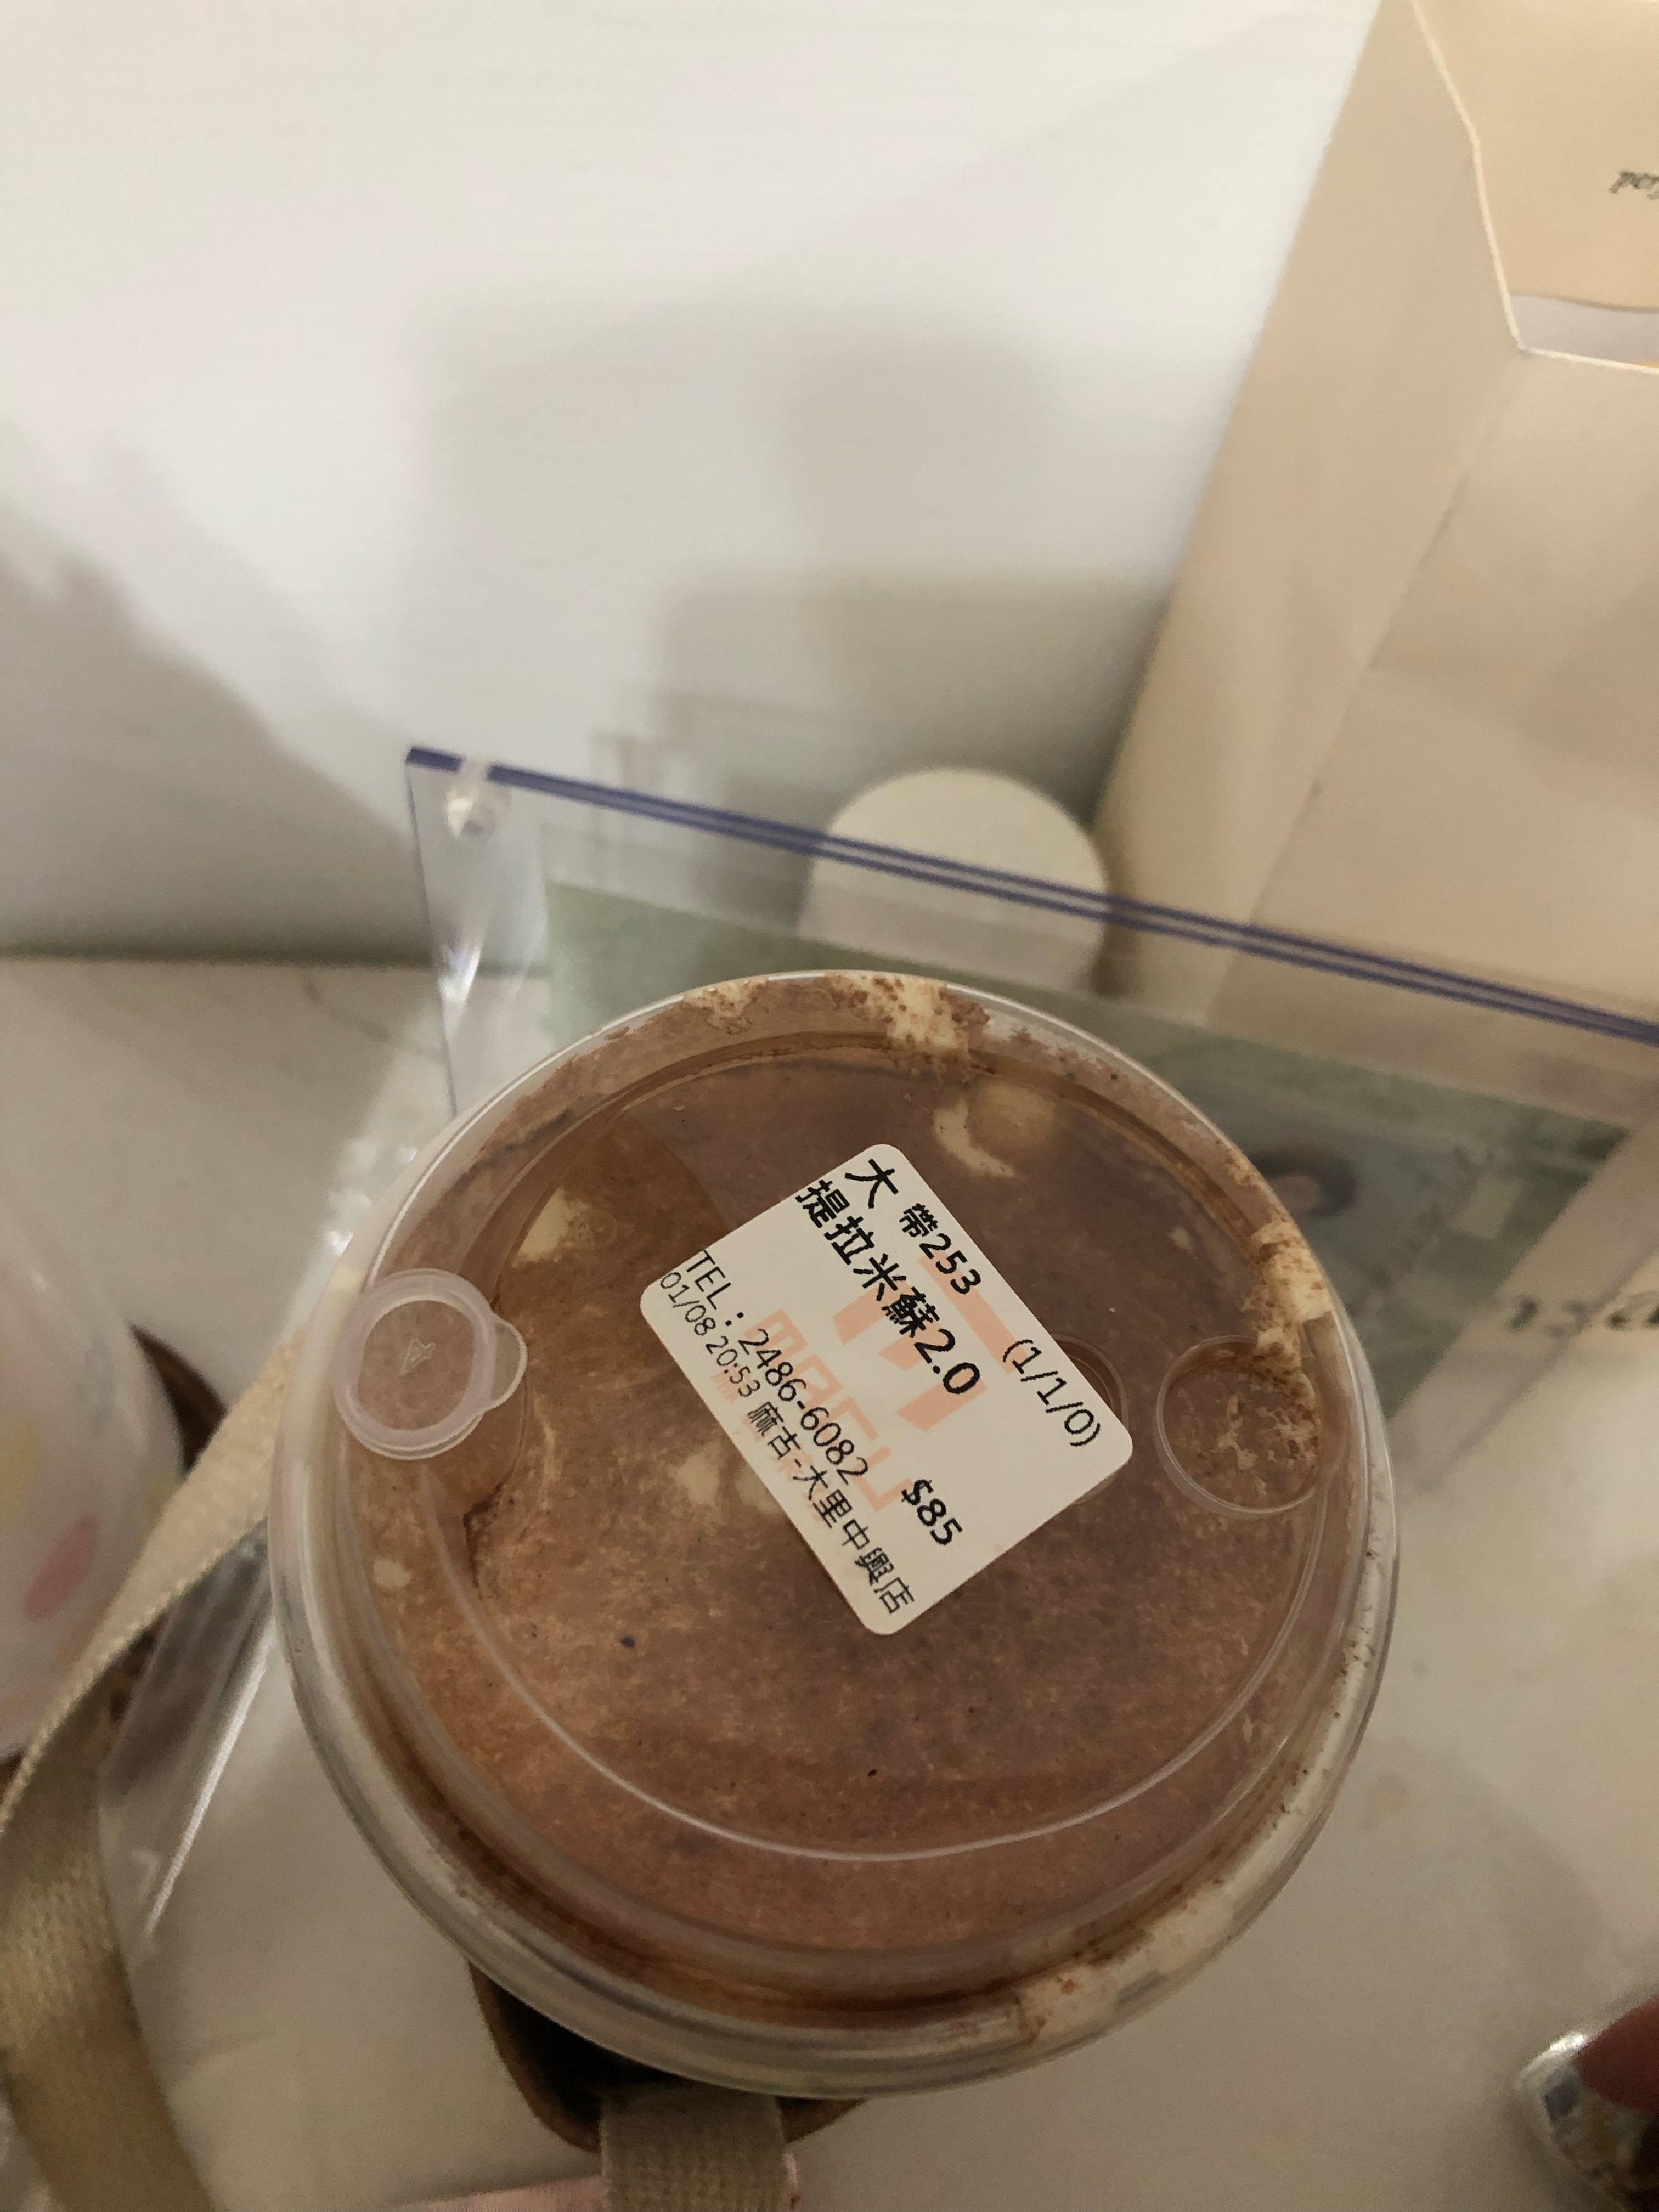 大 帶253 (1/1/0)
提拉米蘇2.0
$85
TEL：2486-6082
01/08 20:53 麻古-大里中興店